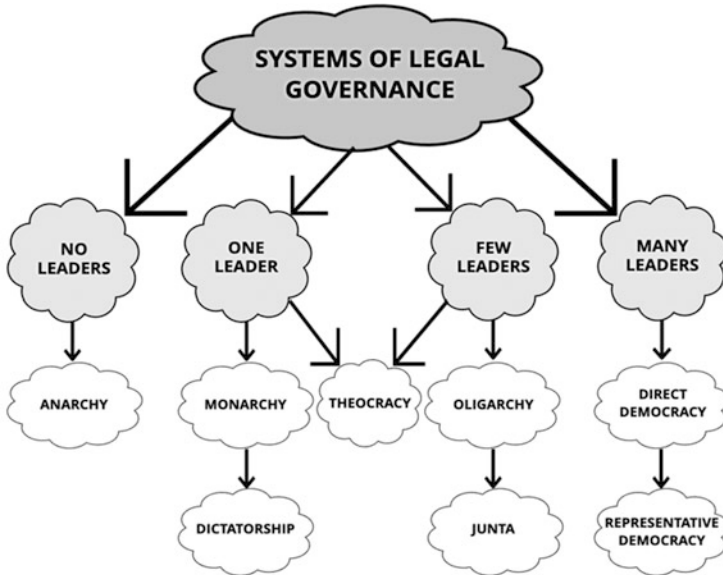 SYSTEMS OF LEGAL
GOVERNANCE
NO
LEADERS
ONE
LEADER
FEW
LEADERS
MANY
LEADERS
ANARCHY
MONARCHY
THEOCRACY
OLIGARCHY
DIRECT
DEMOCRACY
DICTATORSHIP
JUNTA
REPRESENTATIVE
DEMOCRACY